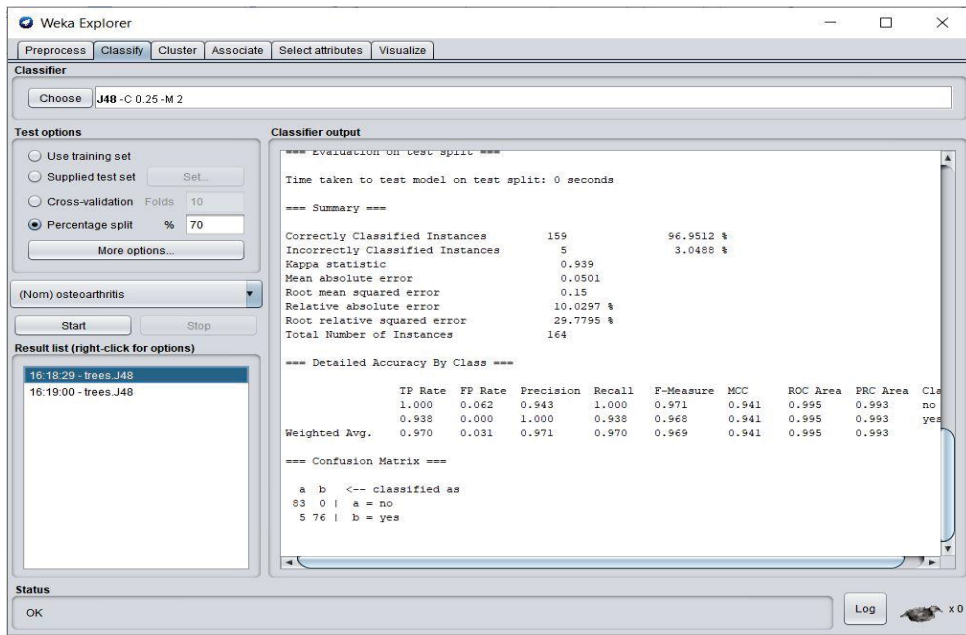 Weka Explorer
Preprocess Classify Cluster Associate Select attributes Visualize
Classifier
Choose J48 -C 0.25 -M 2
Test options
Use training set
Supplied test set Set...
Cross-validation Folds 10
Percentage split % 70
More options...
(Nom) osteoarthritis
Start Stop
Result list (right-click for options)
16:18:29 - trees.J48
16:19:00 - trees.J48
Classifier output
=== Evaluation on test split ===
Time taken to test model on test split: 0 seconds
=== Summary ===
Correctly Classified Instances 159 96.9512 %
Incorrectly Classified Instances 5 3.0488 %
Kappa statistic 0.939
Mean absolute error 0.0501
Root mean squared error 0.15
Relative absolute error 10.0297 %
Root relative squared error 29.7795 %
Total Number of Instances 164
=== Detailed Accuracy By Class ===
TP Rate FP Rate Precision Recall F-Measure MCC ROC Area PRC Area Cla
1.000 0.062 0.943 1.000 0.971 0.941 0.995 0.993 no
0.938 0.000 1.000 0.938 0.968 0.941 0.995 0.993 yes
Weighted Avg. 0.970 0.031 0.971 0.970 0.969 0.941 0.995 0.993
=== Confusion Matrix ===
a b <-- classified as
83 0 | a = no
5 76 | b = yes
Status
OK
Log x 0